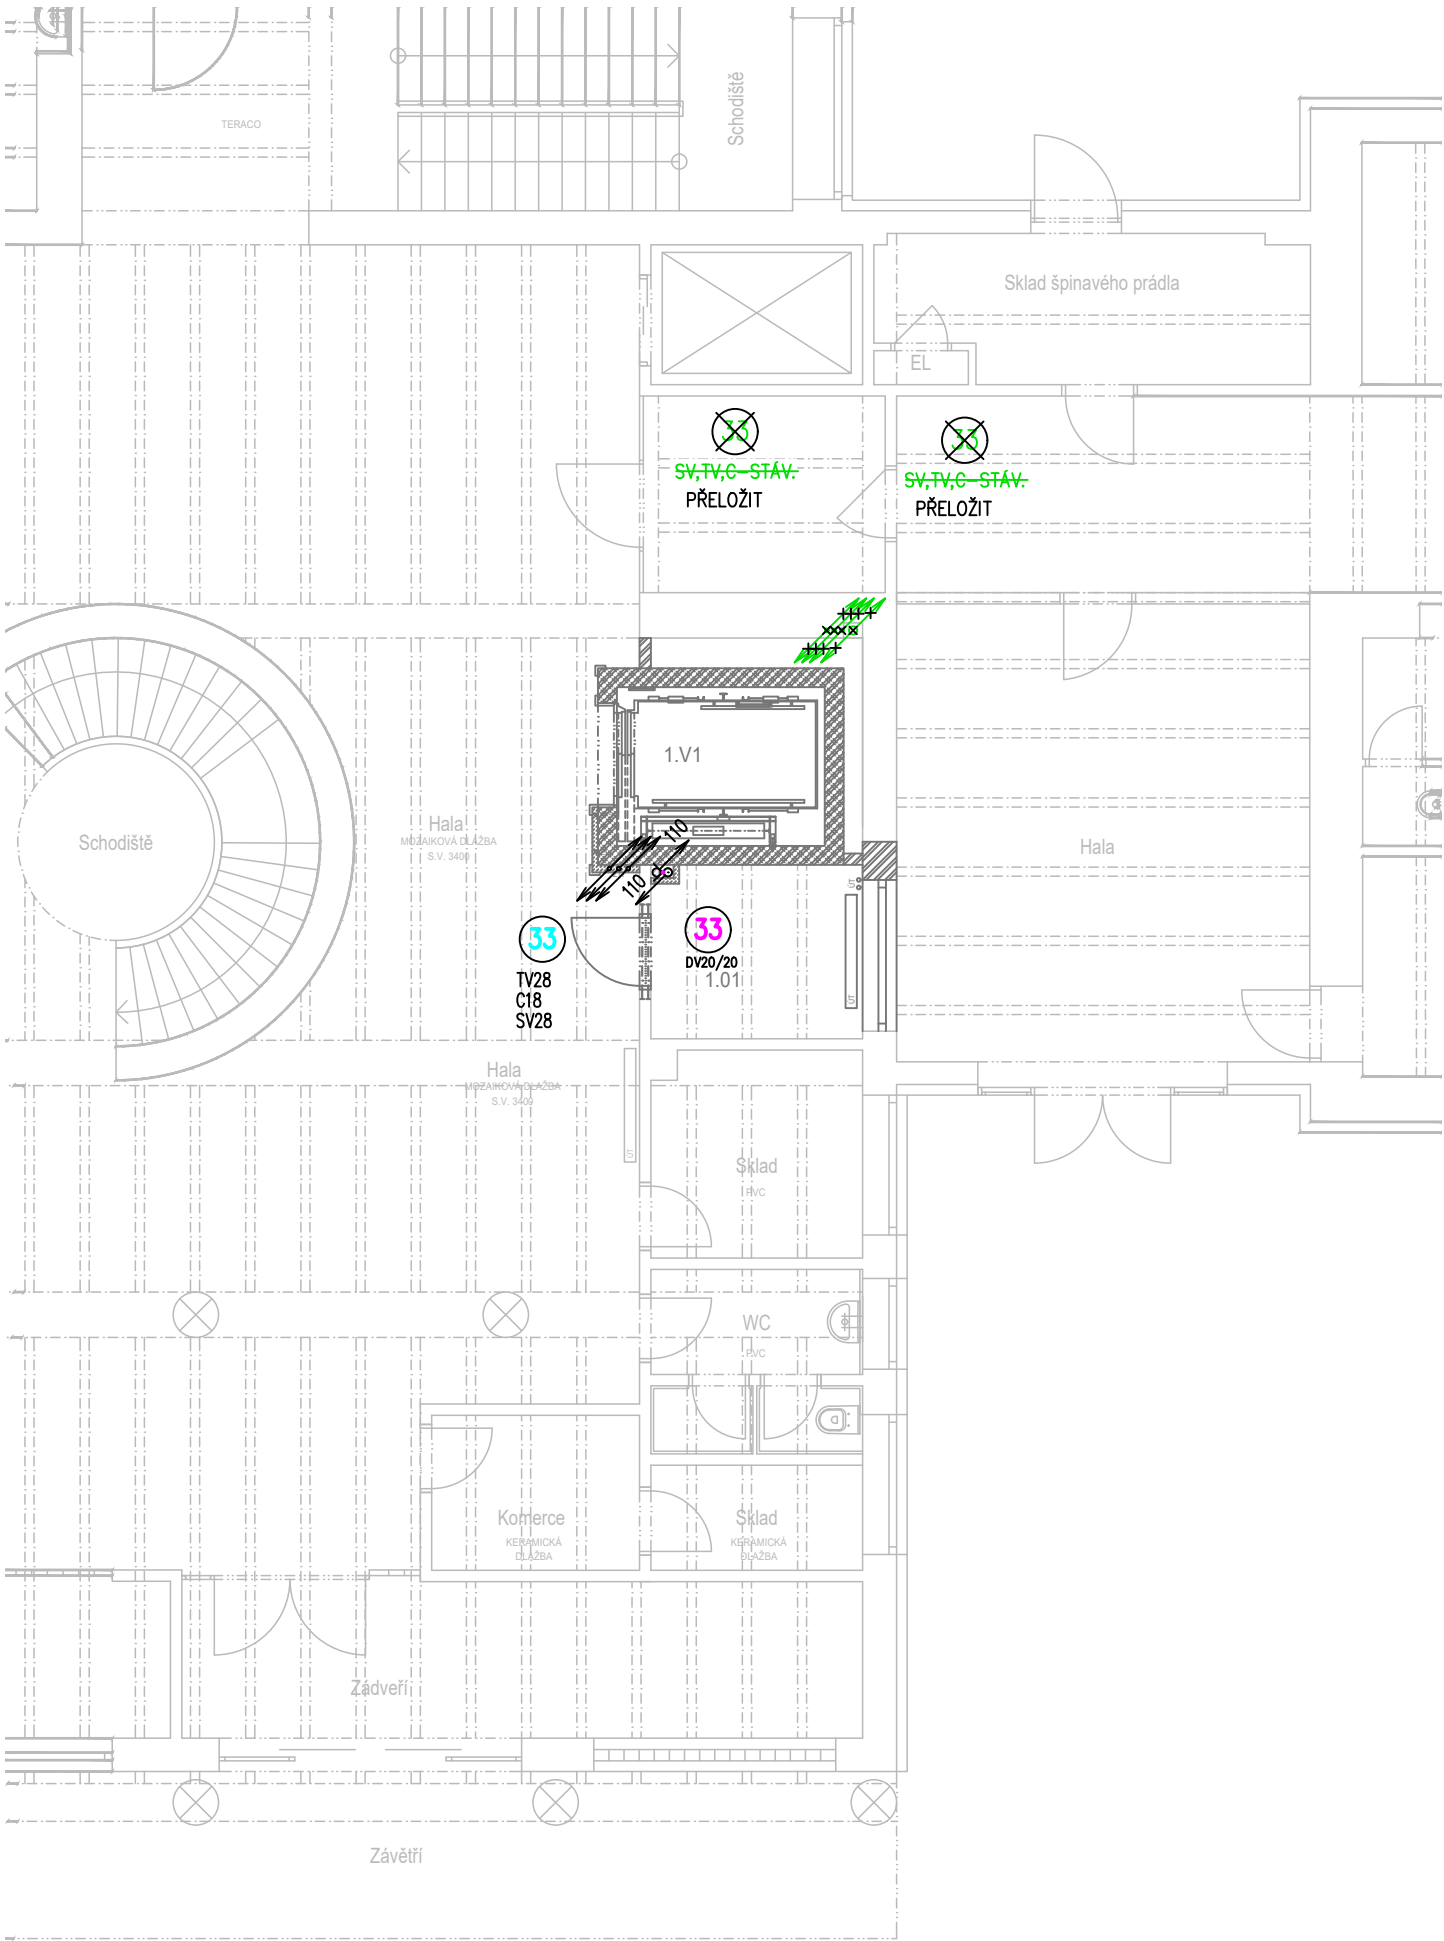 TERACO
Schodiště
Sklad špinavého prádla
EL
33
SV,TV,C-STÁV.
PŘELOŽIT
33
SV,TV,C-STÁV.
PŘELOŽIT
1.V1
Schodiště
Hala
MOZAIKOVÁ DLAŽBA
S.V. 3400
Hala
110
110
33
TV28
C18
SV28
33
DV20/20
1.01
Hala
MOZAIKOVÁ DLAŽBA
S.V. 3400
Sklad
PVC
WC
PVC
Komerce
KERAMICKÁ
DLAŽBA
Sklad
KERAMICKÁ
DLAŽBA
Zádveří
Závětří